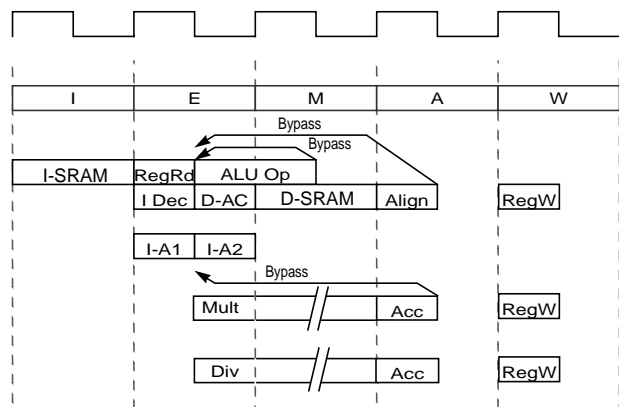 I E M A W
Bypass
Bypass
I-SRAM RegRd ALU Op
I Dec D-AC D-SRAM Align RegW
I-A1 I-A2
Bypass
Mult Acc RegW
Div Acc RegW